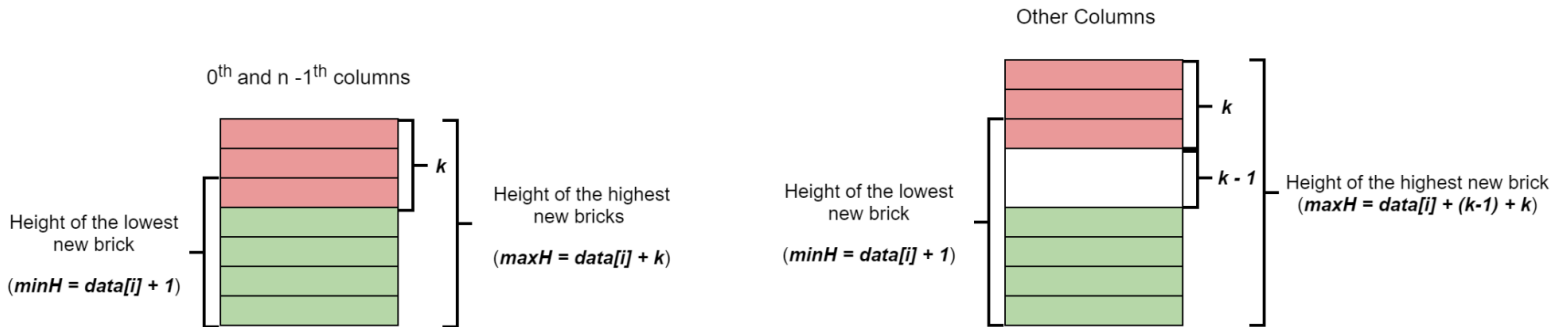 0th and n -1th columns
k
Height of the lowest
new brick
(minH = data[i] + 1)
Height of the highest
new bricks
(maxH = data[i] + k)
Other Columns
k
k - 1
Height of the lowest
new brick
(minH = data[i] + 1)
Height of the highest new brick
(maxH = data[i] + (k-1) + k)